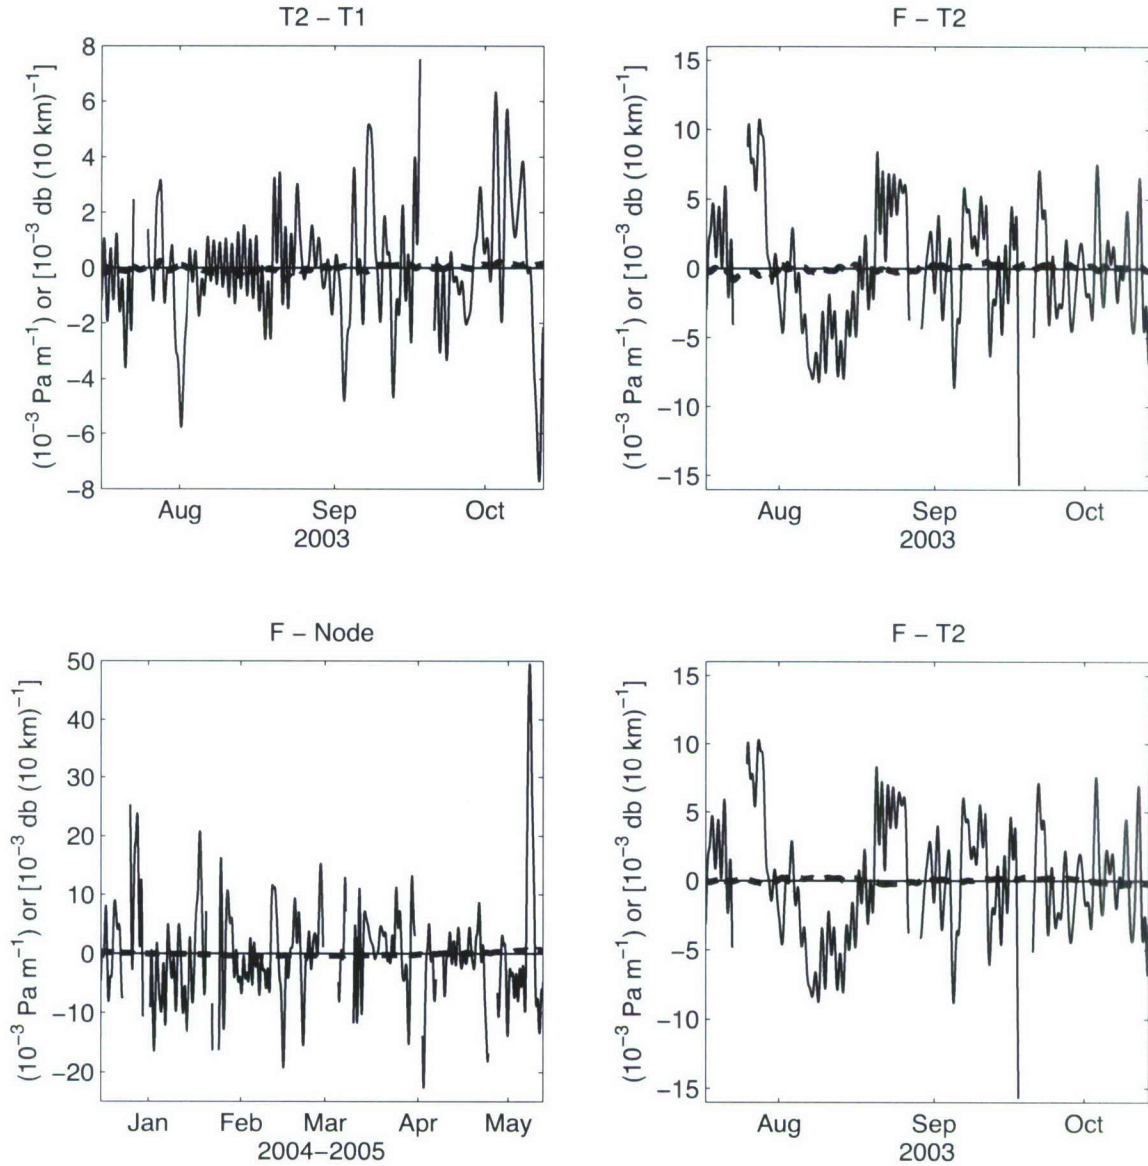 T2 – T1
(10⁻³ Pa m⁻¹) or [10⁻³ db (10 km)⁻¹]
8
6
4
2
0
−2
−4
−6
−8
Aug Sep Oct
2003
F – T2
(10⁻³ Pa m⁻¹) or [10⁻³ db (10 km)⁻¹]
15
10
5
0
−5
−10
−15
Aug Sep Oct
2003
F – Node
(10⁻³ Pa m⁻¹) or [10⁻³ db (10 km)⁻¹]
50
40
30
20
10
0
−10
−20
Jan Feb Mar Apr May
2004−2005
F – T2
(10⁻³ Pa m⁻¹) or [10⁻³ db (10 km)⁻¹]
15
10
5
0
−5
−10
−15
Aug Sep Oct
2003